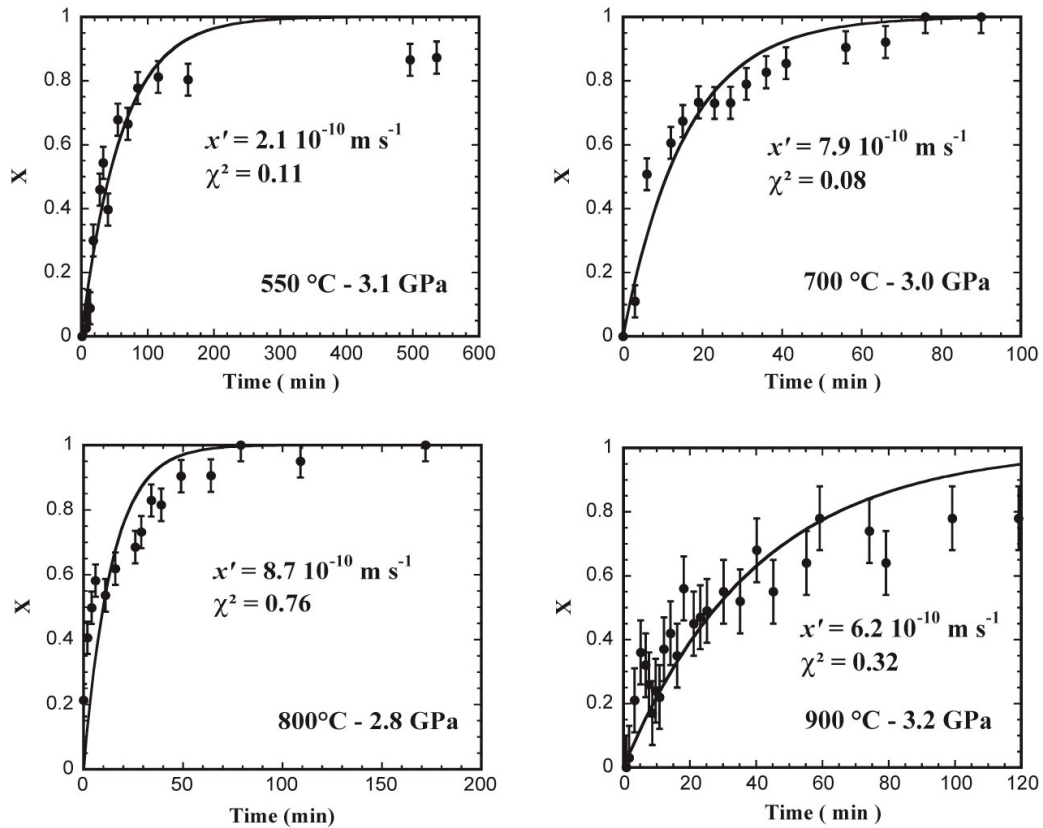 1
0.8
0.6
0.4
0.2
0
X
x' = 2.1 10⁻¹⁰ m s⁻¹
χ² = 0.11
550 °C - 3.1 GPa
0 100 200 300 400 500 600
Time ( min )
1
0.8
0.6
0.4
0.2
0
X
x' = 7.9 10⁻¹⁰ m s⁻¹
χ² = 0.08
700 °C - 3.0 GPa
0 20 40 60 80 100
Time ( min )
1
0.8
0.6
0.4
0.2
0
X
x' = 8.7 10⁻¹⁰ m s⁻¹
χ² = 0.76
800°C - 2.8 GPa
0 50 100 150 200
Time (min)
1
0.8
0.6
0.4
0.2
0
X
x' = 6.2 10⁻¹⁰ m s⁻¹
χ² = 0.32
900 °C - 3.2 GPa
0 20 40 60 80 100 120
Time ( min )